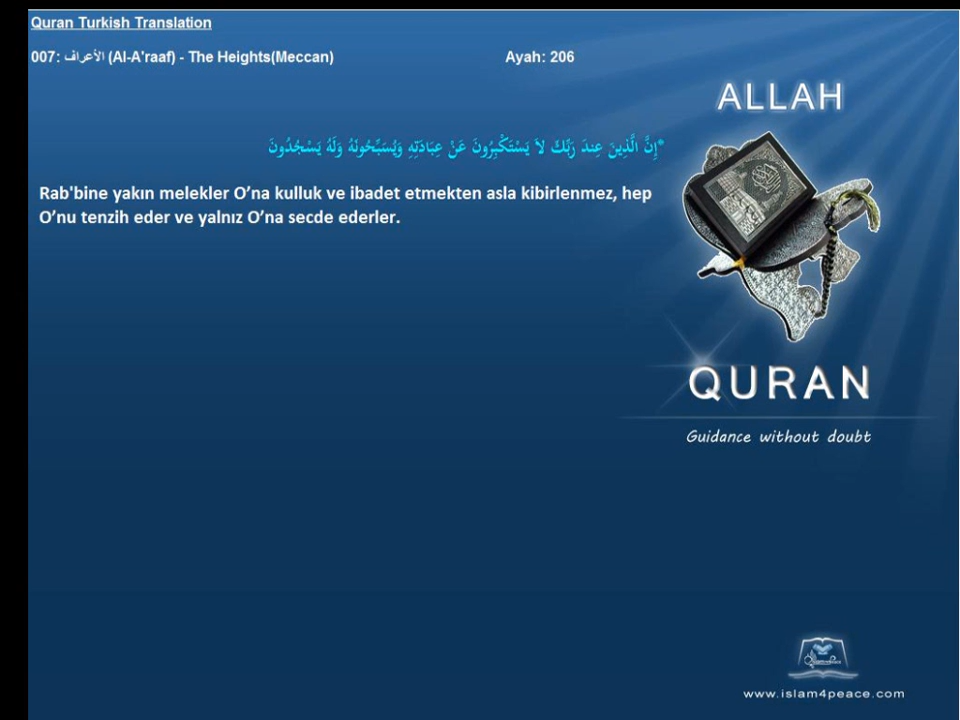 Quran Turkish Translation
007: الأعراف (Al-A'raaf) - The Heights(Meccan) Ayah: 206
ALLAH
*إِنَّ الَّذِينَ عِندَ رَبِّكَ لاَ يَسْتَكْبِرُونَ عَنْ عِبَادَتِهِ وَيُسَبِّحُونَهُ وَلَهُ يَسْجُدُونَ
Rab'bine yakın melekler O’na kulluk ve ibadet etmekten asla kibirlenmez, hep
O’nu tenzih eder ve yalnız O’na secde ederler.
QURAN
Guidance without doubt
www.islam4peace.com